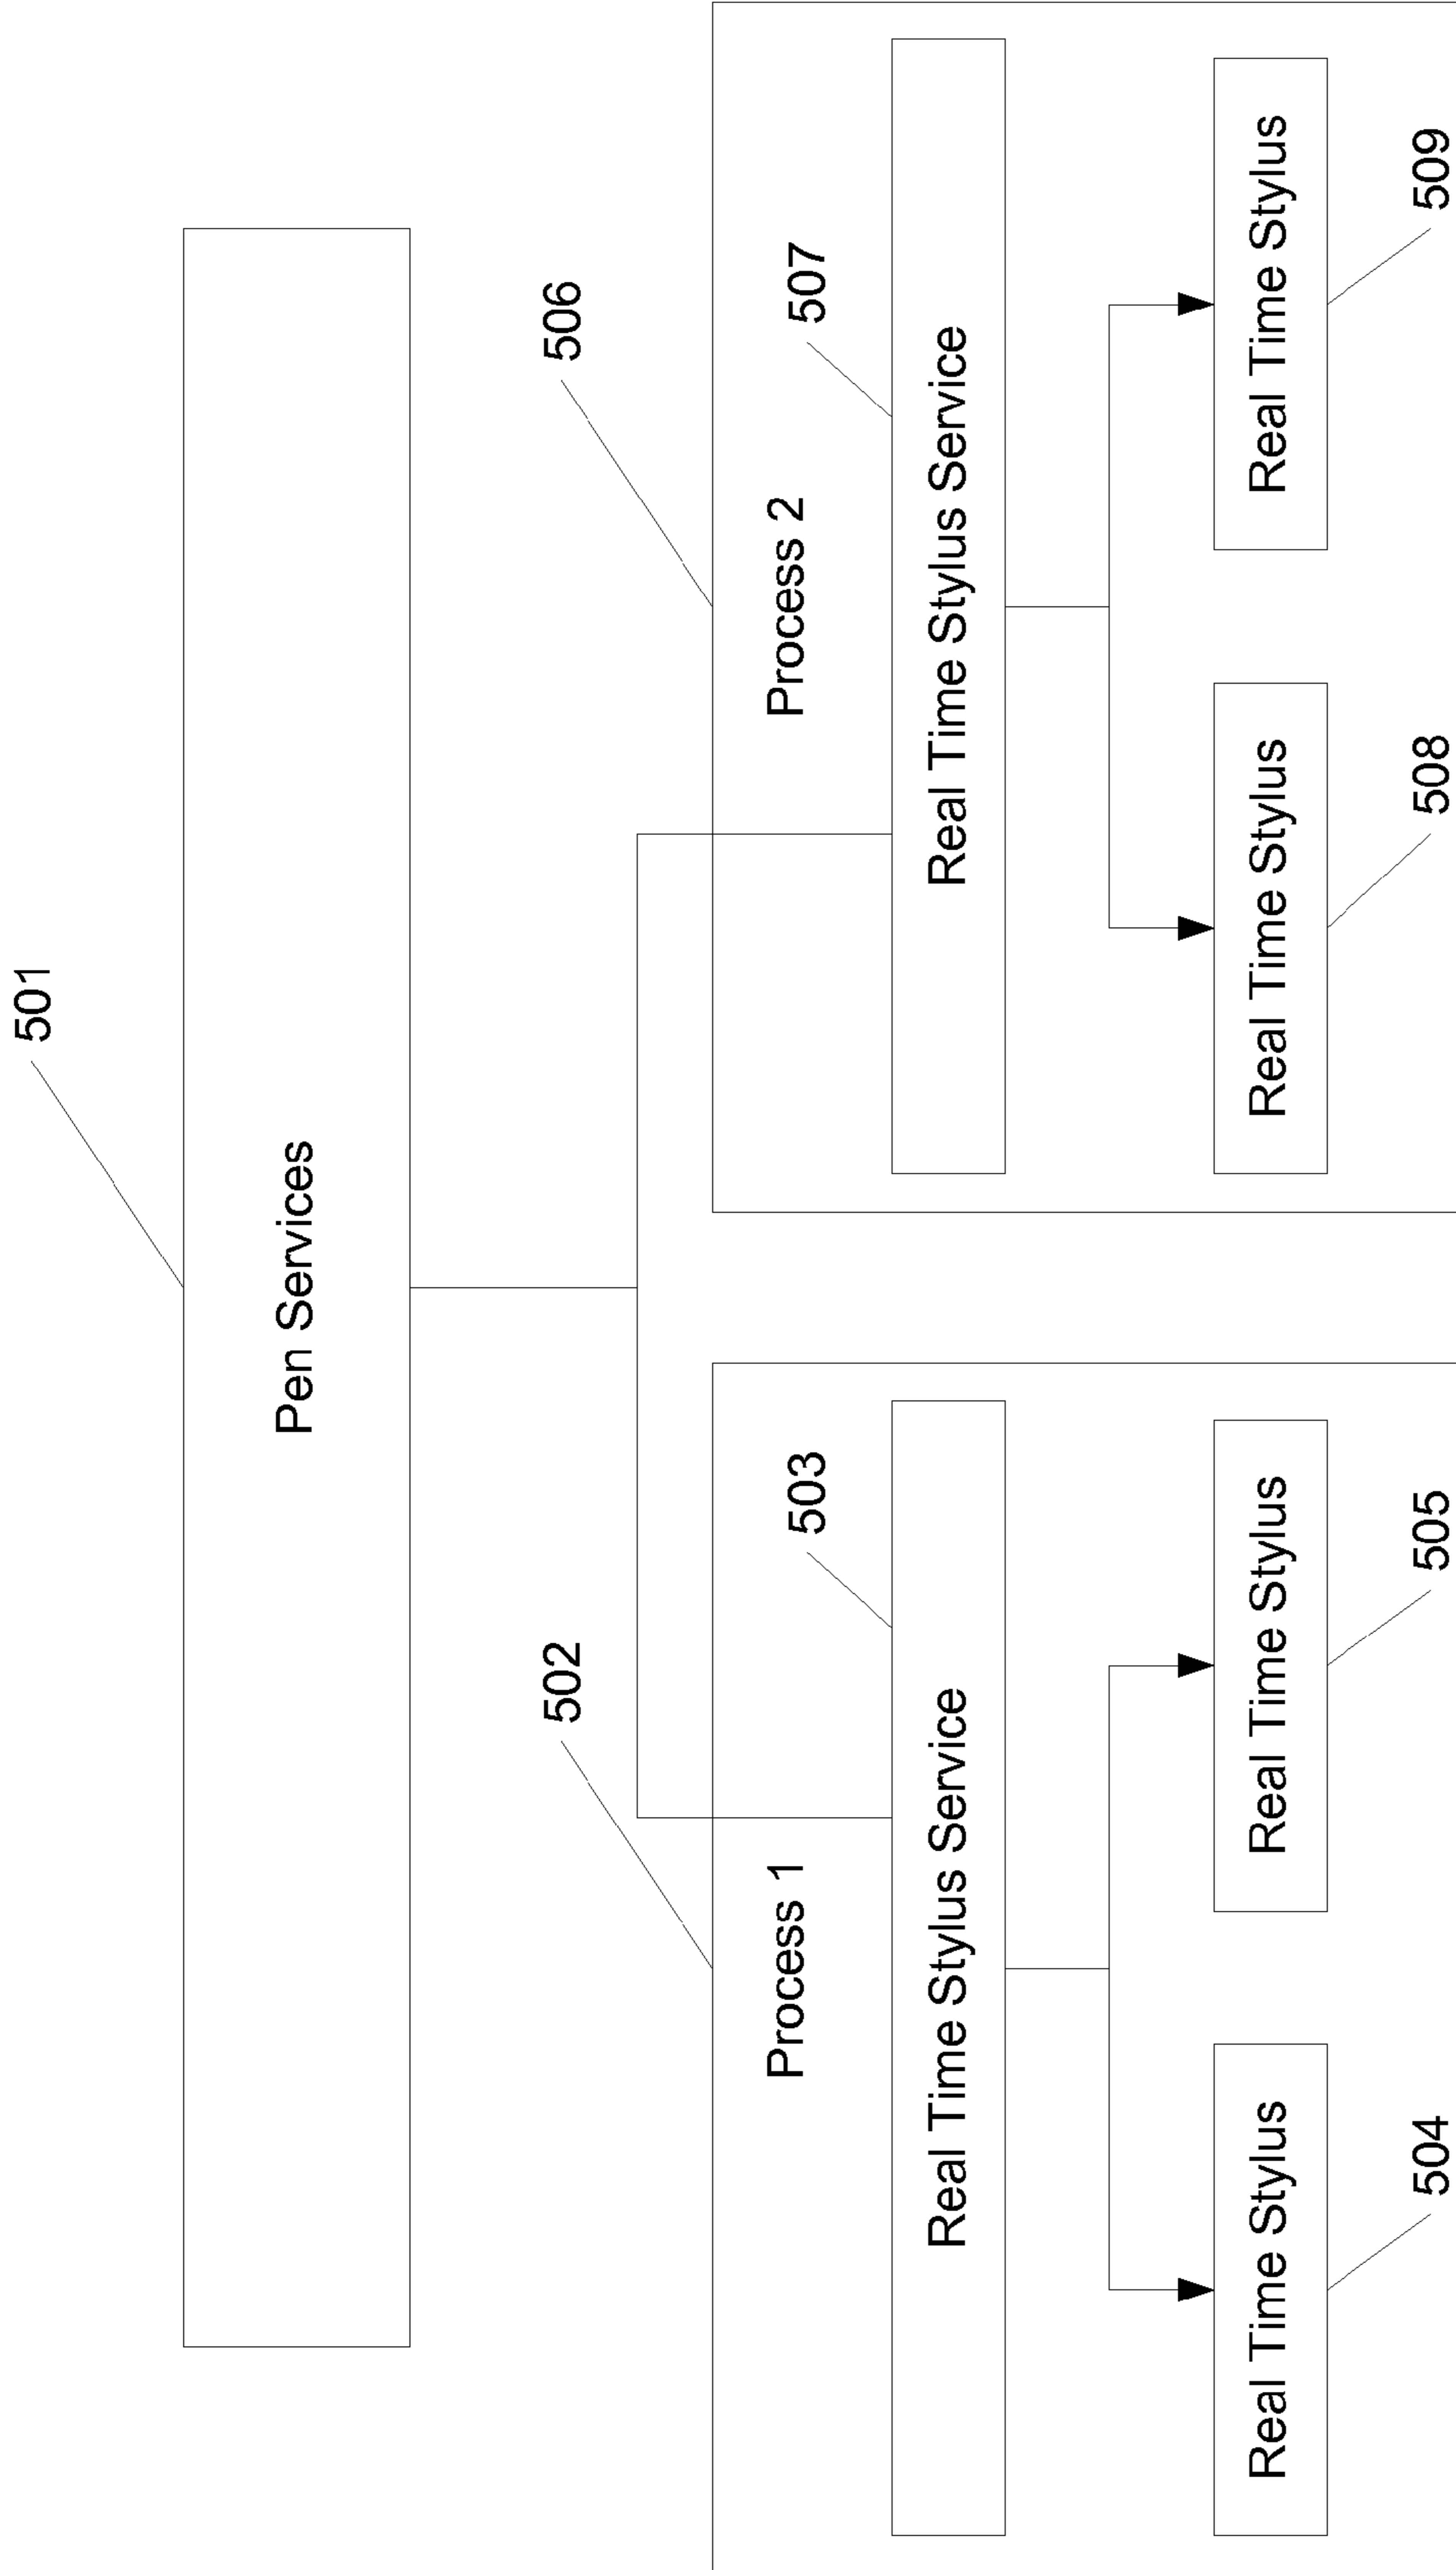 501
Pen Services
502
506
Process 1
503
Process 2
507
Real Time Stylus Service
Real Time Stylus Service
Real Time Stylus
Real Time Stylus
Real Time Stylus
Real Time Stylus
504
505
508
509